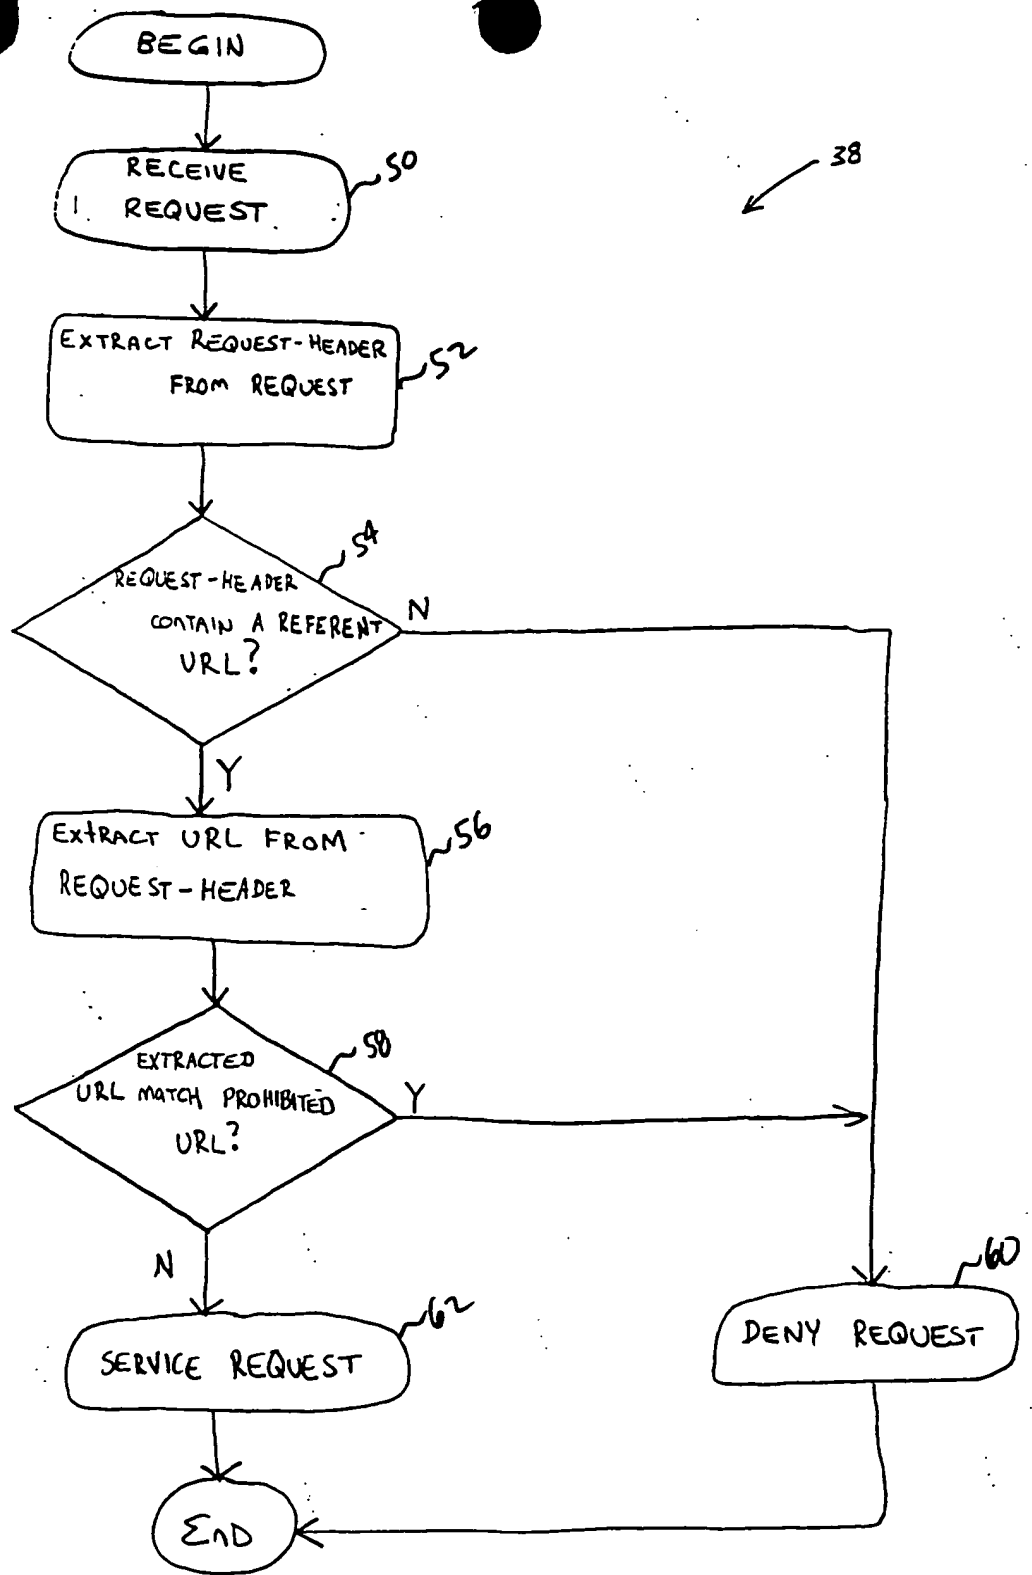 BEGIN
38
RECEIVE
REQUEST
50
EXTRACT REQUEST-HEADER
FROM REQUEST
52
54
REQUEST-HEADER
CONTAIN A REFERENT
URL?
N
Y
EXTRACT URL FROM
REQUEST-HEADER
56
58
EXTRACTED
URL MATCH PROHIBITED
URL?
Y
N
SERVICE REQUEST
62
DENY REQUEST
60
END